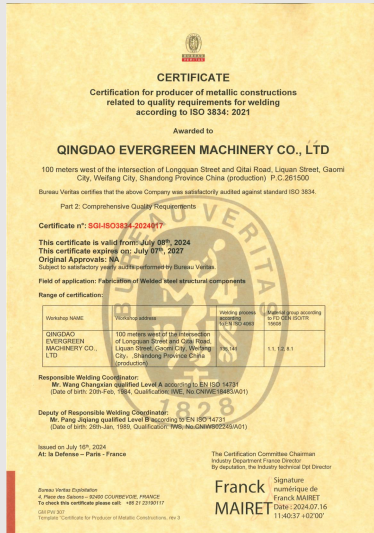 BUREAU
VERITAS
CERTIFICATE
Certification for producer of metallic constructions
related to quality requirements for welding
according to ISO 3834: 2021
Awarded to
QINGDAO EVERGREEN MACHINERY CO., LTD
100 meters west of the intersection of Longquan Street and Qitai Road, Liquan Street, Gaomi
City, Weifang City, Shandong Province China (production) P.C.261500
Bureau Veritas certifies that the above Company was satisfactorily audited against standard ISO 3834.
Part 2: Comprehensive Quality Requirements
Certificate n°: SGI-ISO3834-2024017
This certificate is valid from: July 08th, 2024
This certificate expires on: July 07th, 2027
Original Approvals: NA
Subject to satisfactory yearly audits performed by Bureau Veritas.
Field of application: Fabrication of Welded steel structural components
Range of certification:
Workshop NAME
Workshop address
Welding process
according
to EN ISO 4063
Material group according
to FD CEN ISO/TR
15608
QINGDAO
EVERGREEN
MACHINERY CO.,
LTD
100 meters west of the intersection
of Longquan Street and Qitai Road,
Liquan Street, Gaomi City, Weifang
City, ,Shandong Province China
(production)
1.1, 1.2, 8.1
Responsible Welding Coordinator:
Mr. Wang Changxian qualified Level A according to EN ISO 14731
(Date of birth: 20th-Feb, 1984, Qualification: IWE, No.CNIWE18483/A01)
Deputy of Responsible Welding Coordinator:
Mr. Pang Jiqiang qualified Level B according to EN ISO 14731
(Date of birth: 26th-Jan, 1989, Qualification: IWS, No.CNIWS02249/A01)
Issued on July 16th, 2024
At: la Defense – Paris - France
The Certification Committee Chairman
Industry Department France Director
By deputation, the Industry technical Dpt Director
Franck
MAIRET
Signature
numérique de
Franck MAIRET
Date : 2024.07.16
11:40:37 +02'00'
Bureau Veritas Exploitation
4, Place des Saisons – 92400 COURBEVOIE, FRANCE
To check this certificate please call: +86 21 23190117
GBI PW 307
Template "Certificate for Producer of Metallic Constructions, rev 0
BUREAU VERITAS
1828